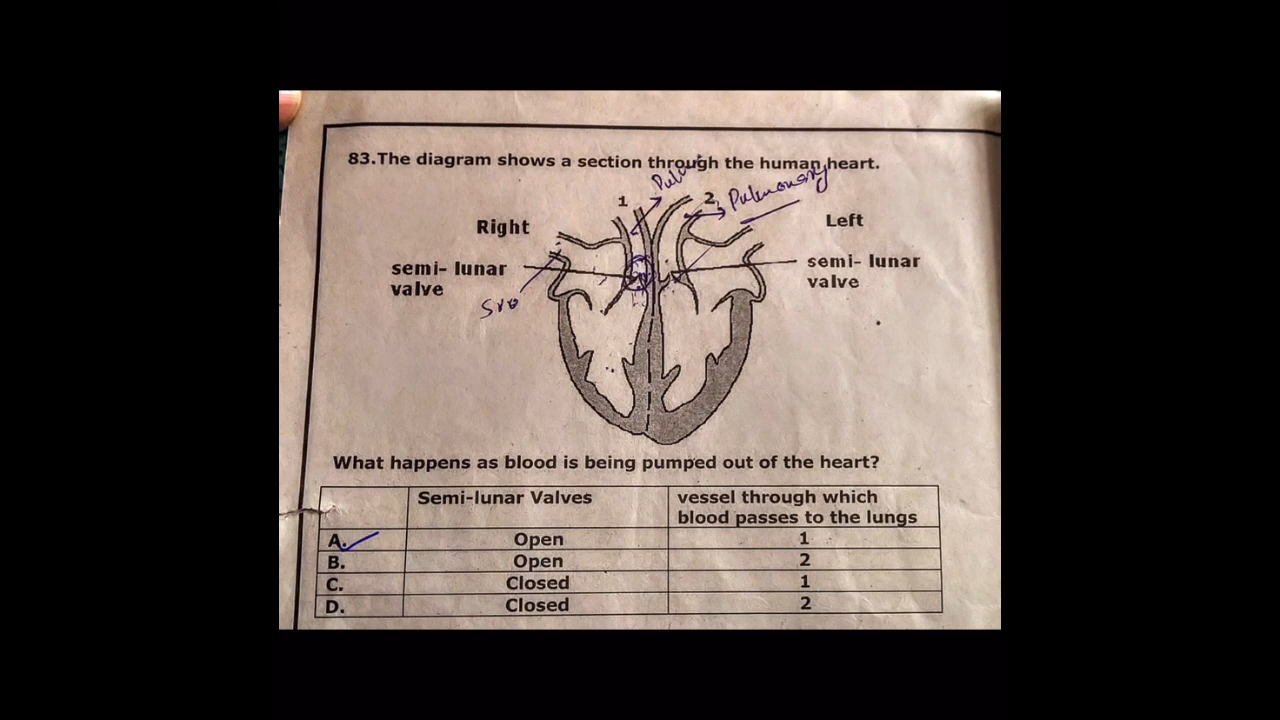 83.The diagram shows a section through the human heart.
1
2
Pulmonary
Right
Left
semi- lunar
valve
semi- lunar
valve
What happens as blood is being pumped out of the heart?
Semi-lunar Valves
vessel through which
blood passes to the lungs
A. Open 1
B. Open 2
C. Closed 1
D. Closed 2